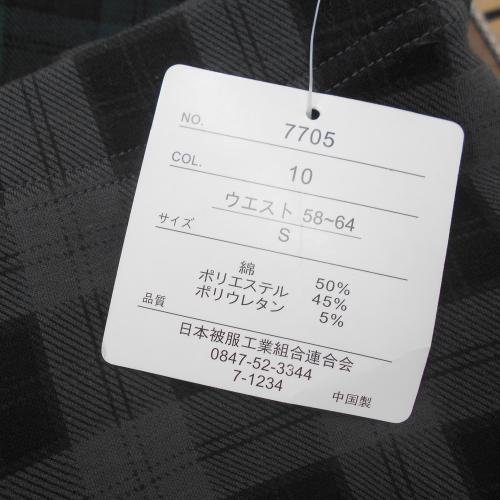 NO. 7705
COL. 10
ウエスト 58~64
サイズ S
綿 50%
ポリエステル 45%
ポリウレタン 5%
品質
日本被服工業組合連合会
0847-52-3344
7-1234
中国製